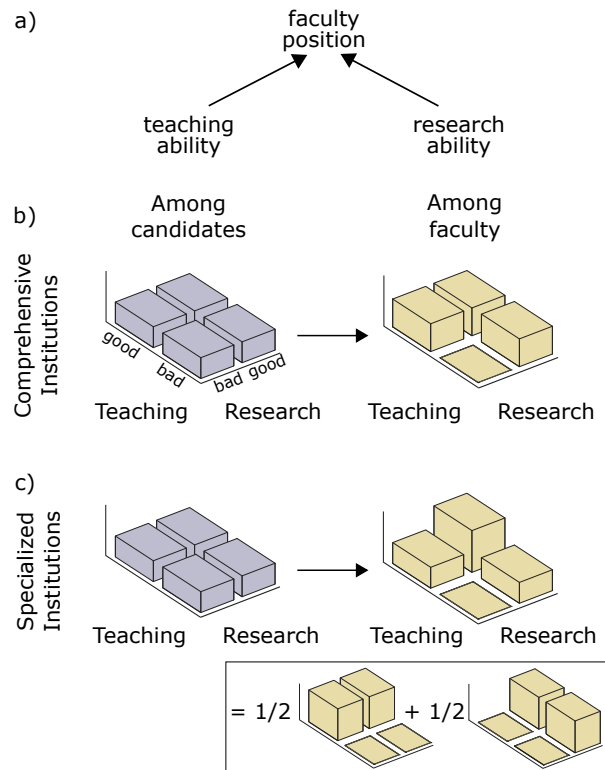 a)
faculty
position
teaching
ability
research
ability
b)
Among
candidates
Among
faculty
Comprehensive
Institutions
good
bad
bad good
Teaching
Research
Teaching
Research
c)
Specialized
Institutions
Teaching
Research
Teaching
Research
= 1/2
+ 1/2